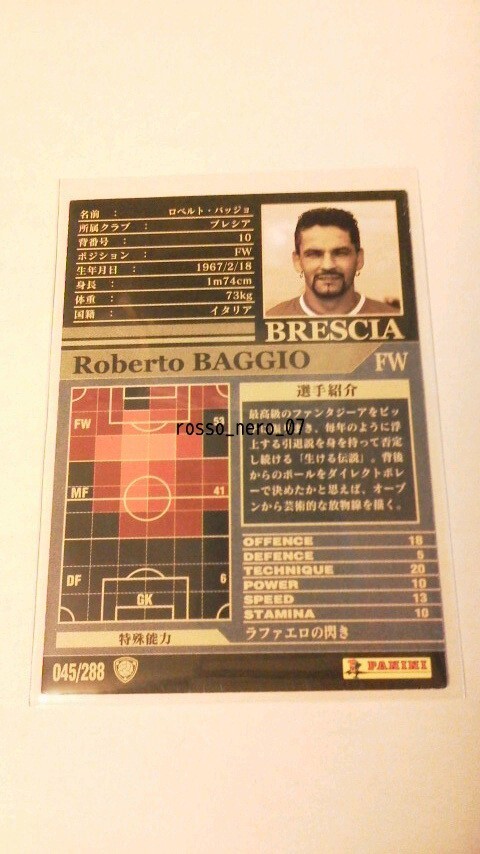 名前 ： ロベルト・バッジョ
所属クラブ ： ブレシア
背番号 ： 10
ポジション ： FW
生年月日 ： 1967/2/18
身長 ： 1m74cm
体重 ： 73kg
国籍 ： イタリア
BRESCIA
Roberto BAGGIO FW
選手紹介
最高級のファンタジーアをピッ
き、毎年のように浮
上する引退説を身を持って否定
し続ける「生ける伝説」。背後
からのボールをダイレクトボレ
ーで決めたかと思えば、オープ
ンから芸術的な放物線を描く。
FW 53
rosso_nero_07
MF 41
DF 6
GK
OFFENCE 18
DEFENCE 5
TECHNIQUE 20
POWER 10
SPEED 13
STAMINA 10
特殊能力 ラファエロの閃き
045/288
PANINI